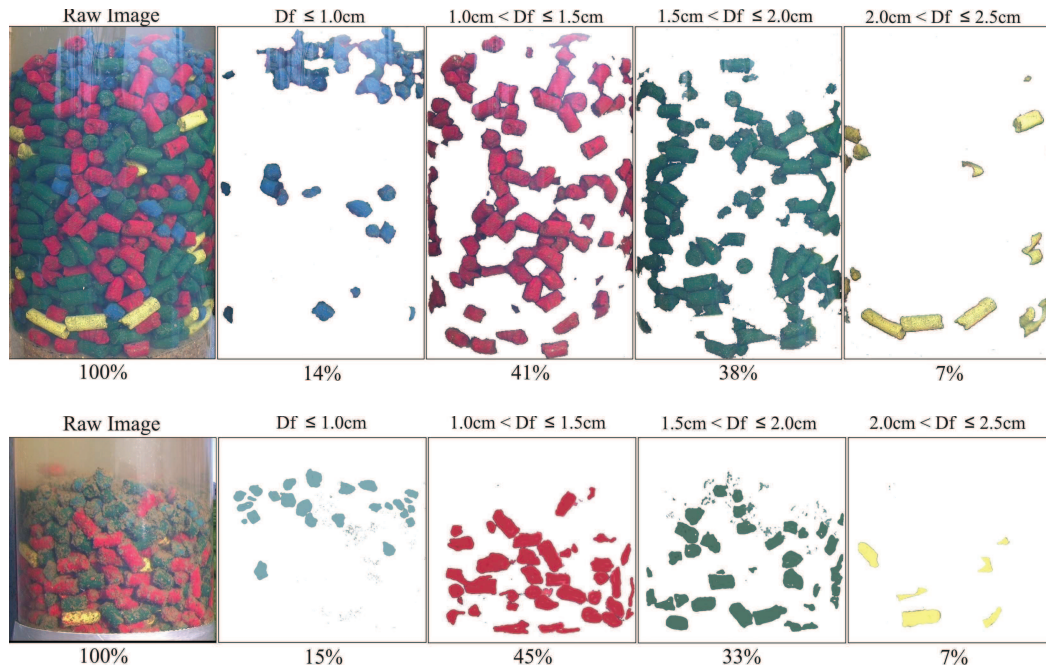 Raw Image Df ≤ 1.0cm 1.0cm < Df ≤ 1.5cm 1.5cm < Df ≤ 2.0cm 2.0cm < Df ≤ 2.5cm
100% 14% 41% 38% 7%
Raw Image Df ≤ 1.0cm 1.0cm < Df ≤ 1.5cm 1.5cm < Df ≤ 2.0cm 2.0cm < Df ≤ 2.5cm
100% 15% 45% 33% 7%